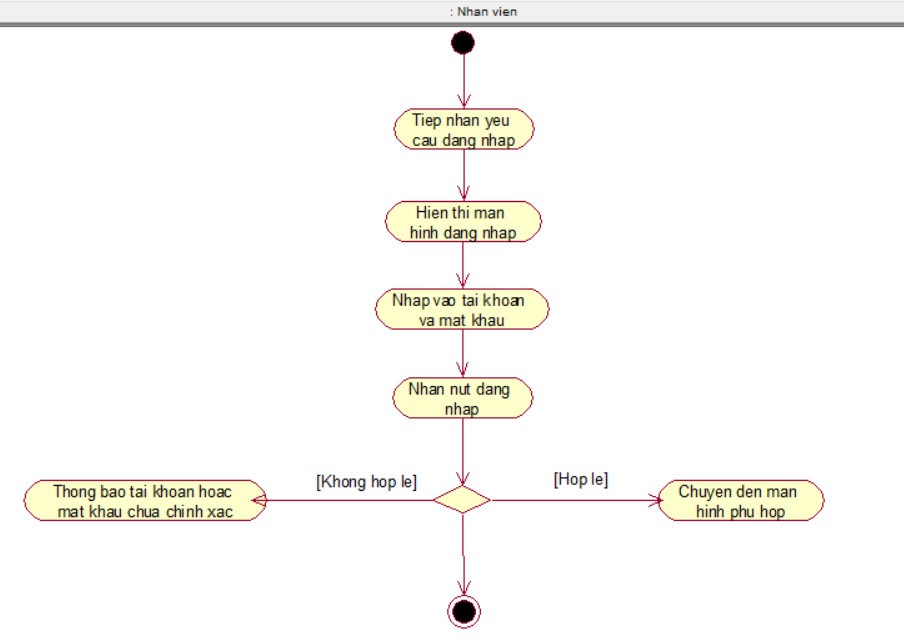 : Nhan vien
Tiep nhan yeu
cau dang nhap
Hien thi man
hinh dang nhap
Nhap vao tai khoan
va mat khau
Nhan nut dang
nhap
[Khong hop le]
[Hop le]
Thong bao tai khoan hoac
mat khau chua chinh xac
Chuyen den man
hinh phu hop